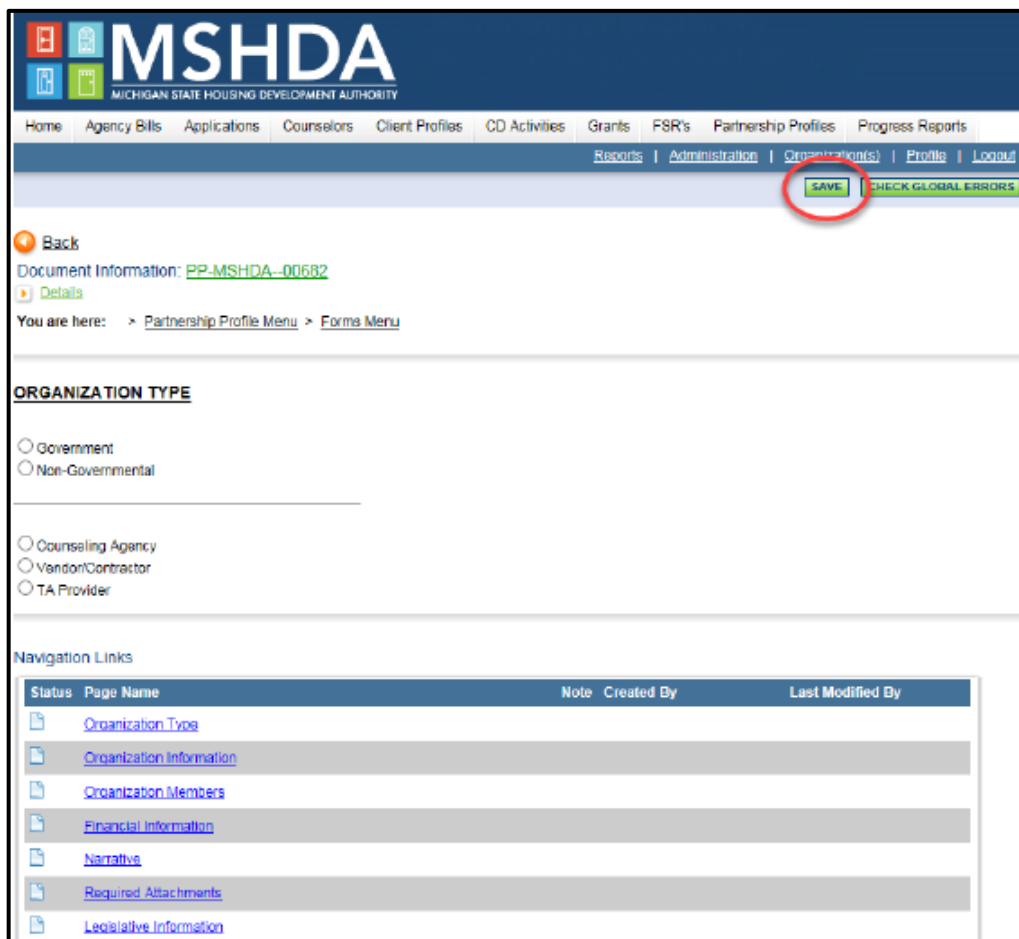 MSHDA
MICHIGAN STATE HOUSING DEVELOPMENT AUTHORITY
Home Agency Bills Applications Counselors Client Profiles CD Activities Grants FSR's Partnership Profiles Progress Reports
Reports | Administration | Organization(s) | Profile | Logout
SAVE CHECK GLOBAL ERRORS
Back
Document Information: PP-MSHDA--00682
Details
You are here: > Partnership Profile Menu > Forms Menu
ORGANIZATION TYPE
Government
Non-Governmental
Counseling Agency
Vendor/Contractor
TA Provider
Navigation Links
Status Page Name Note Created By Last Modified By
Organization Type
Organization Information
Organization Members
Financial Information
Narrative
Required Attachments
Legislative Information